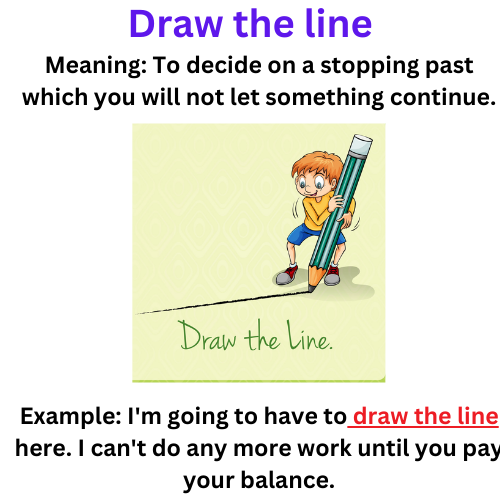 Draw the line
Meaning: To decide on a stopping past
which you will not let something continue.
Draw the Line.
Example: I'm going to have to draw the line
here. I can't do any more work until you pay
your balance.